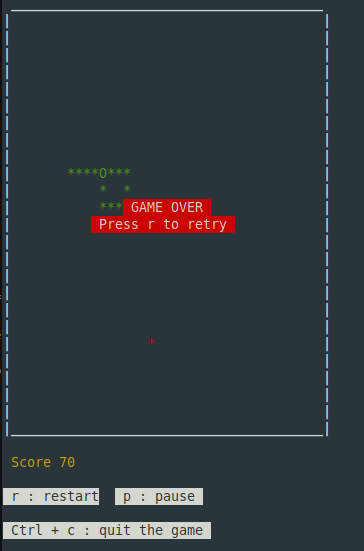 ****O***
* *
***
GAME OVER
Press r to retry
*
Score 70
r : restart p : pause
Ctrl + c : quit the game